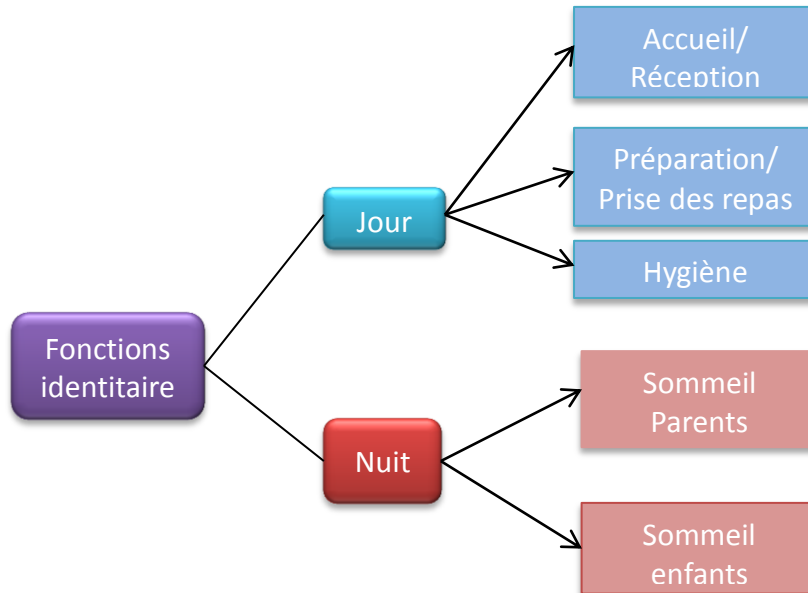 Accueil/
Réception
Préparation/
Prise des repas
Jour
Hygiène
Fonctions
identitaire
Sommeil
Parents
Nuit
Sommeil
enfants